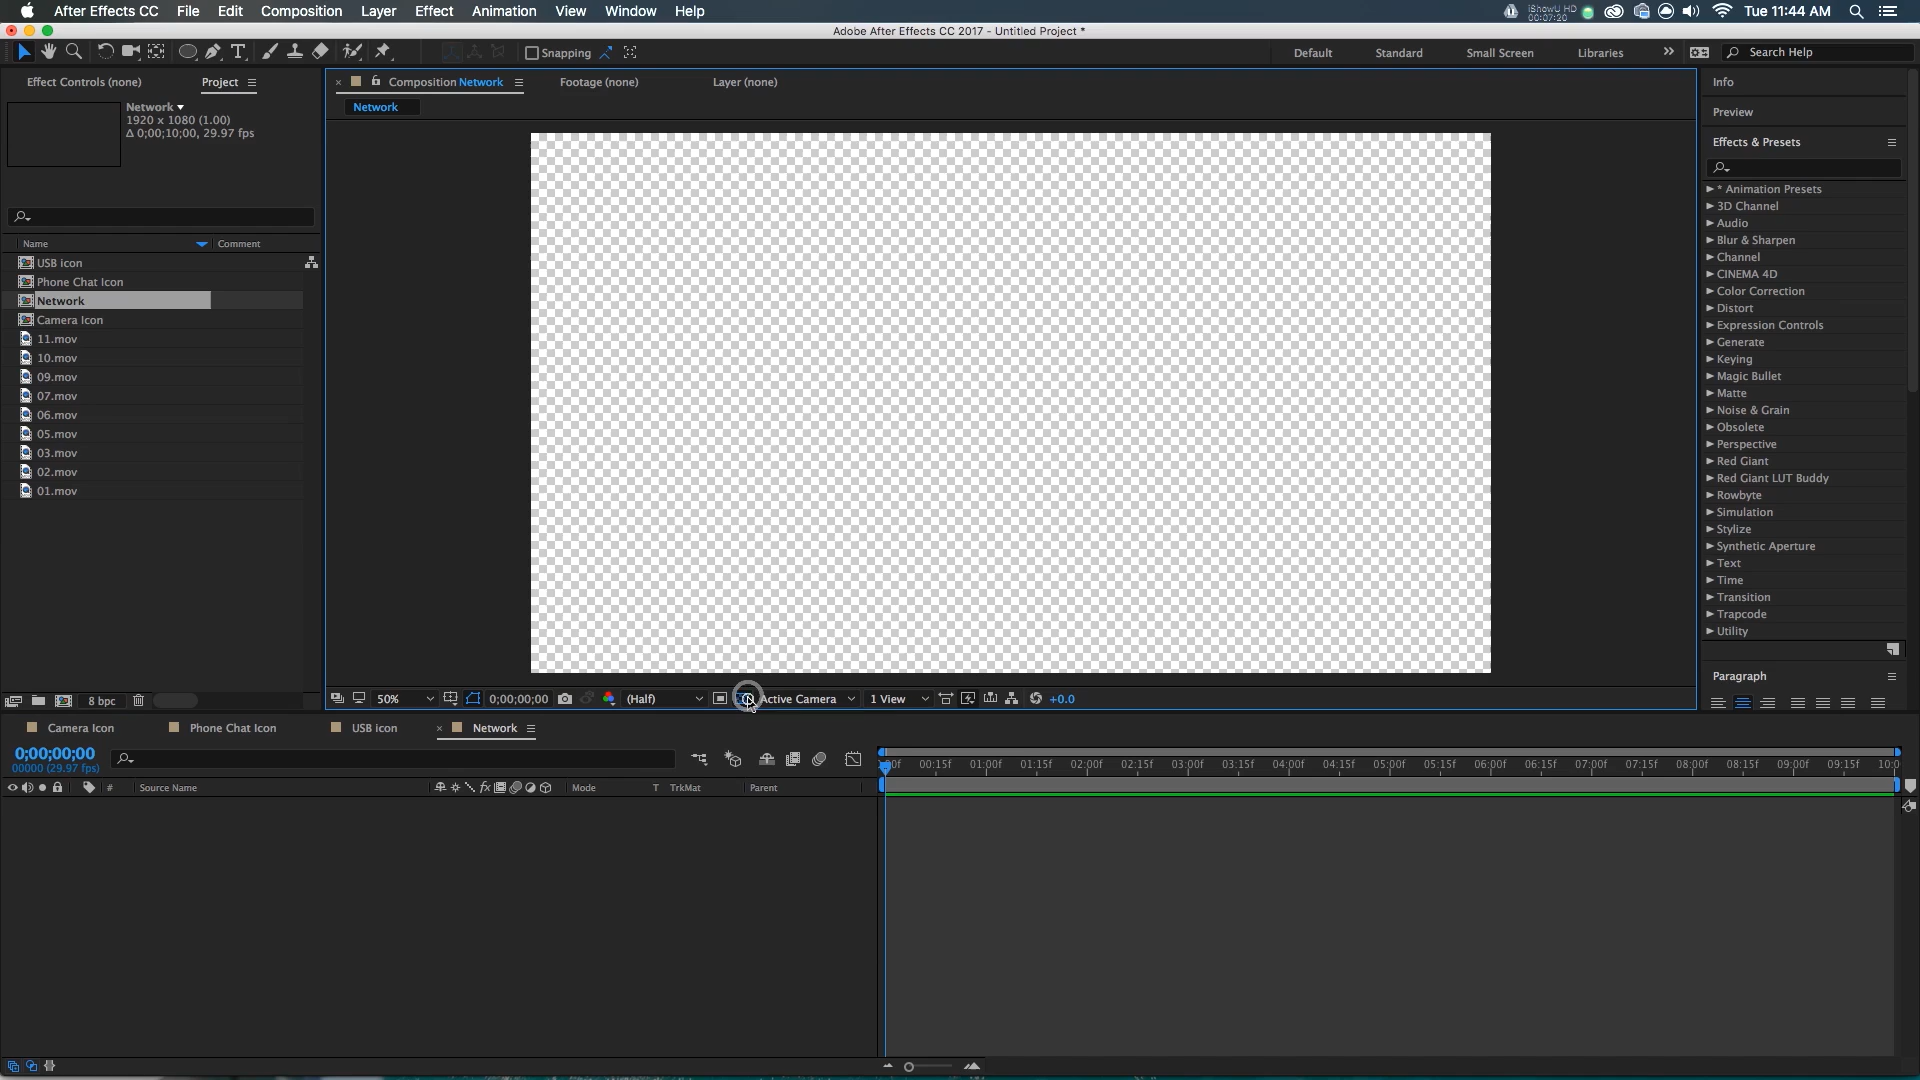 After Effects CC File Edit Composition Layer Effect Animation View Window Help
iShowU HD
00:07:20
Tue 11:44 AM
Adobe After Effects CC 2017 - Untitled Project *
Snapping
Default Standard Small Screen Libraries » Search Help
Effect Controls (none) Project
Composition Network Footage (none) Layer (none)
Network
Network
1920 x 1080 (1.00)
Δ 0;00;10;00, 29.97 fps
Name Comment
USB icon
Phone Chat Icon
Network
Camera Icon
11.mov
10.mov
09.mov
07.mov
06.mov
05.mov
03.mov
02.mov
01.mov
8 bpc
50% 0;00;00;00 (Half) Active Camera 1 View +0.0
Info
Preview
Effects & Presets
* Animation Presets
3D Channel
Audio
Blur & Sharpen
Channel
CINEMA 4D
Color Correction
Distort
Expression Controls
Generate
Keying
Magic Bullet
Matte
Noise & Grain
Obsolete
Perspective
Red Giant
Red Giant LUT Buddy
Rowbyte
Simulation
Stylize
Synthetic Aperture
Text
Time
Transition
Trapcode
Utility
Paragraph
Camera Icon Phone Chat Icon USB icon × Network
0;00;00;00
00000 (29.97 fps)
# Source Name fx Mode T TrkMat Parent
00f 00:15f 01:00f 01:15f 02:00f 02:15f 03:00f 03:15f 04:00f 04:15f 05:00f 05:15f 06:00f 06:15f 07:00f 07:15f 08:00f 08:15f 09:00f 09:15f 10:0